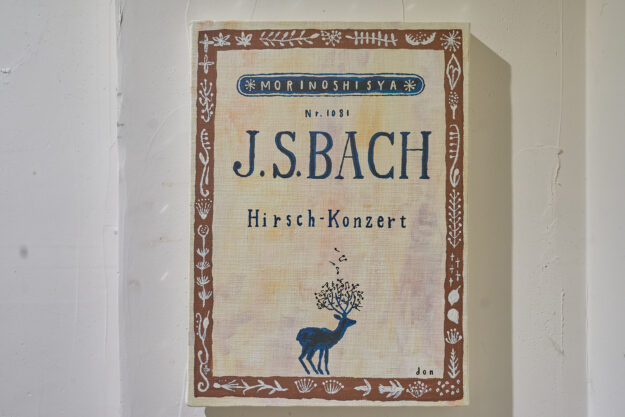 MORINOSHISYA
Nr. 1081
J.S.BACH
Hirsch-Konzert
don